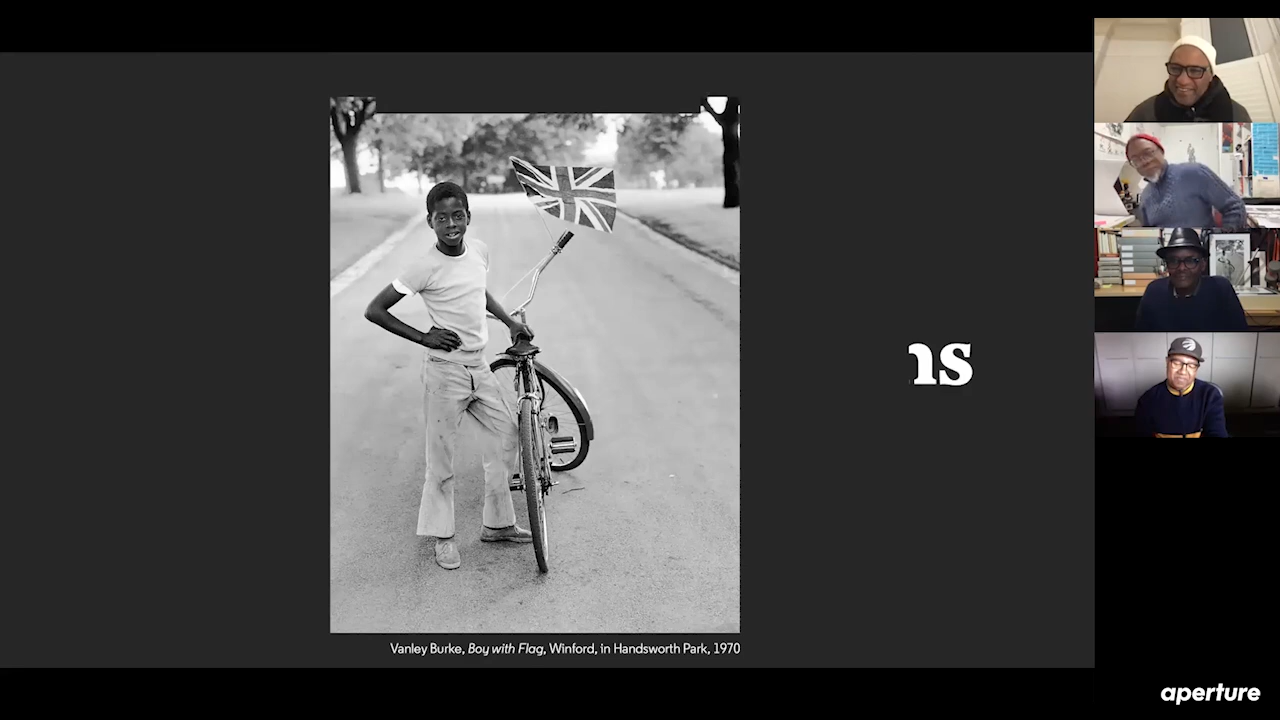 ns
Vanley Burke, Boy with Flag, Winford, in Handsworth Park, 1970
aperture